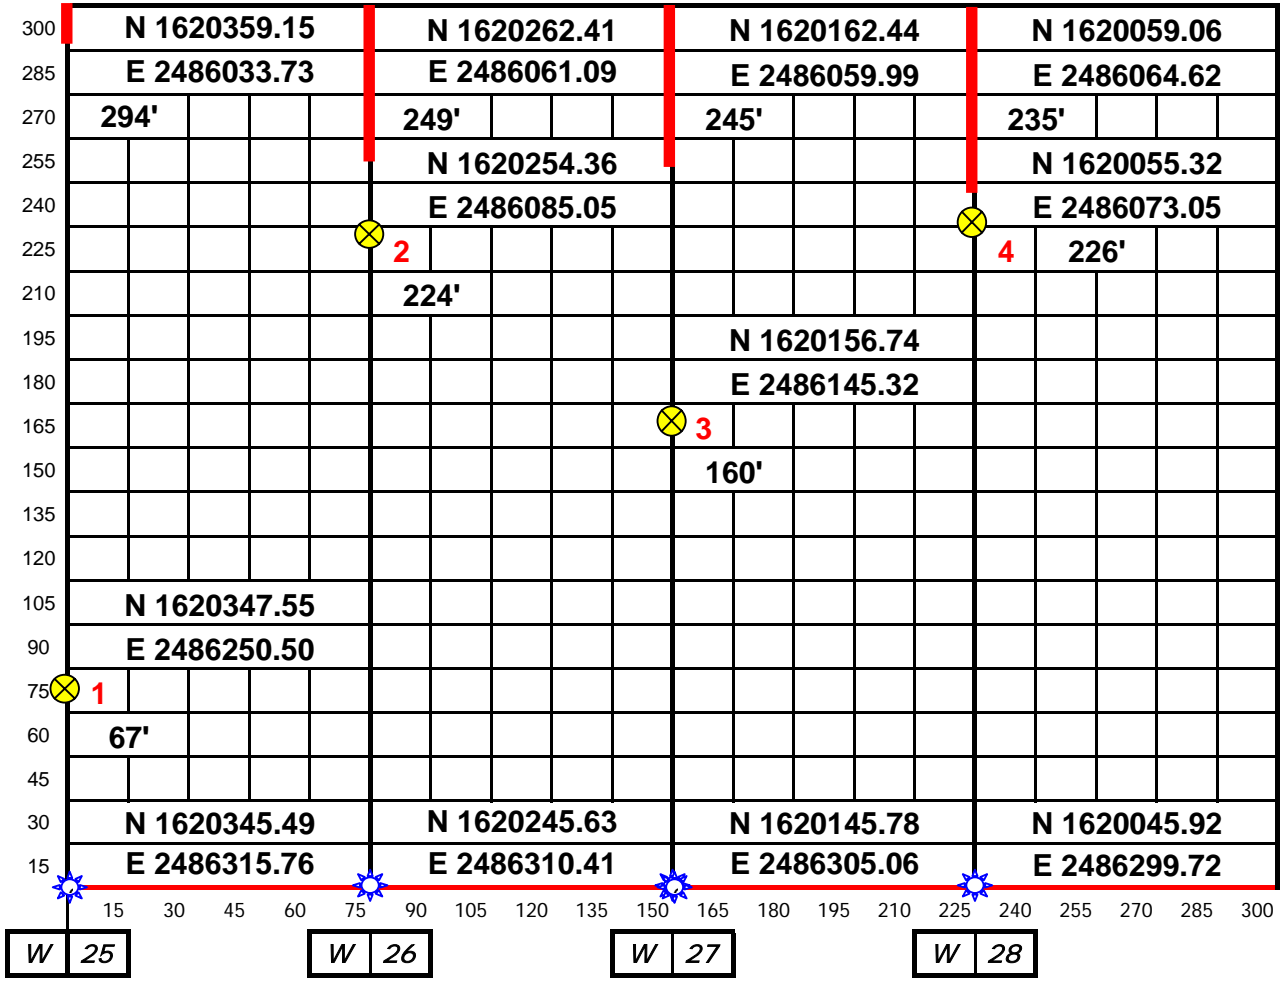 300 N 1620359.15 N 1620262.41 N 1620162.44 N 1620059.06
285 E 2486033.73 E 2486061.09 E 2486059.99 E 2486064.62
270 294' 249' 245' 235'
255 N 1620254.36 N 1620055.32
240 E 2486085.05 E 2486073.05
225 2 4 226'
210 224'
195 N 1620156.74
180 E 2486145.32
165 3
150 160'
135
120
105 N 1620347.55
90 E 2486250.50
75 1
60 67'
45
30 N 1620345.49 N 1620245.63 N 1620145.78 N 1620045.92
15 E 2486315.76 E 2486310.41 E 2486305.06 E 2486299.72
15 30 45 60 75 90 105 120 135 150 165 180 195 210 225 240 255 270 285 300
W 25 W 26 W 27 W 28